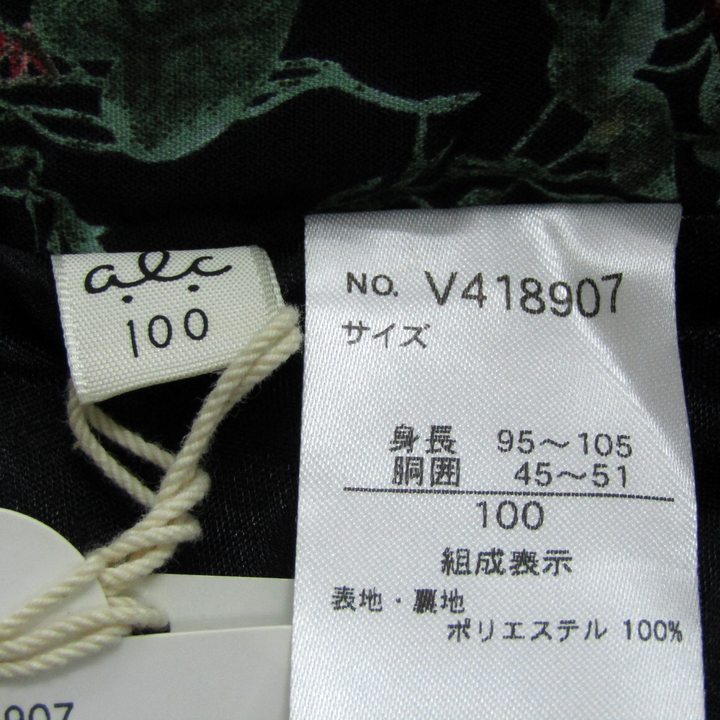 a.l.c
100
NO. V418907
サイズ
身長 95～105
胴囲 45～51
100
組成表示
表地・裏地
ポリエステル 100%
907